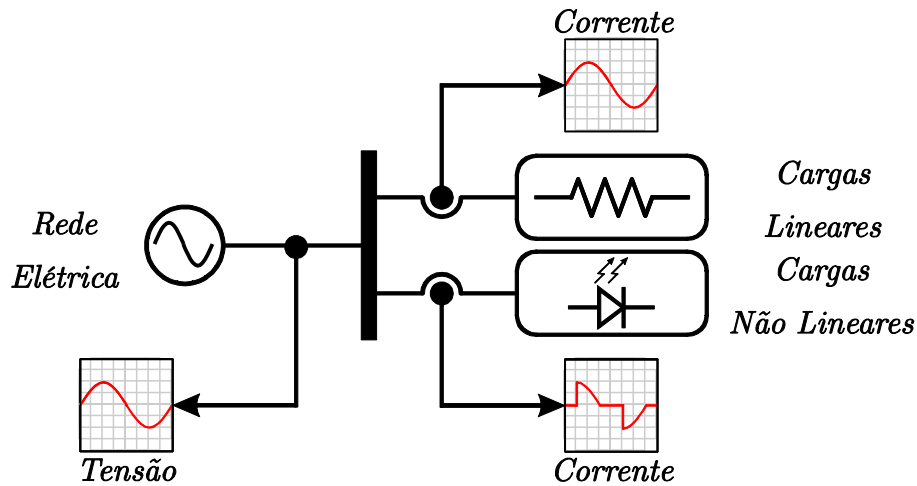 Corrente
Cargas
Lineares
Rede
Elétrica
Cargas
Não Lineares
Tensão
Corrente